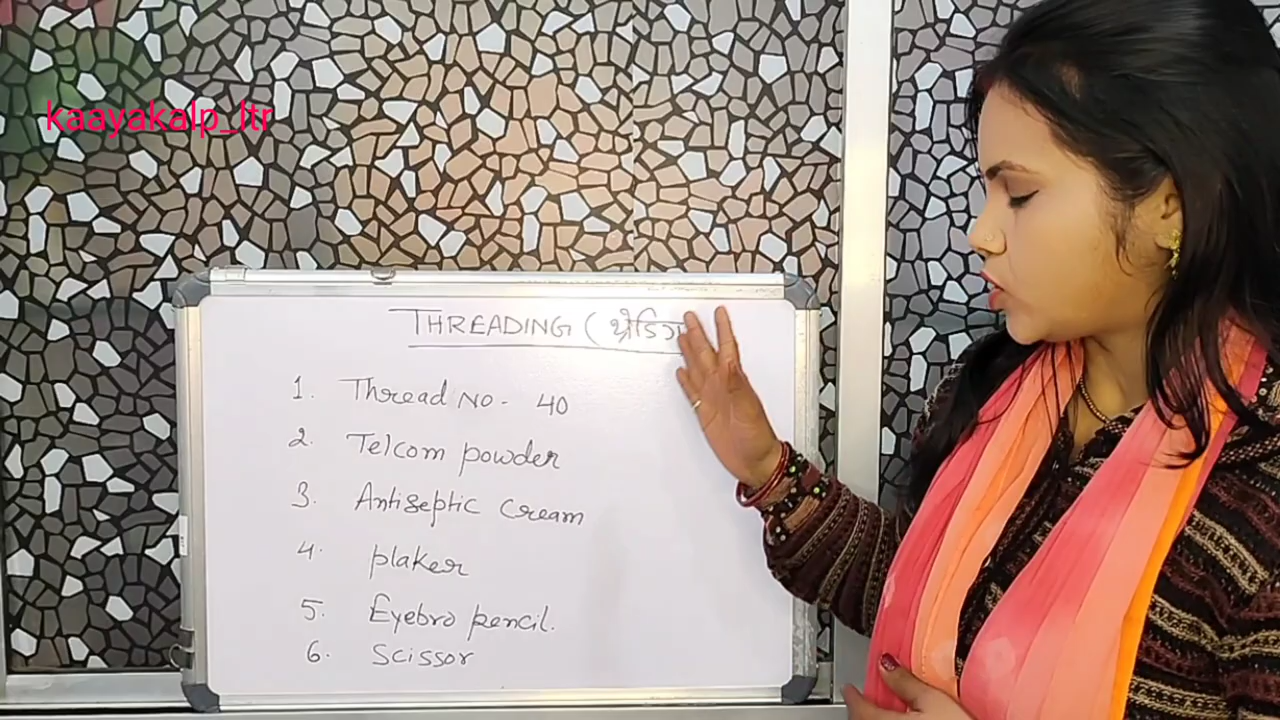 kaayakalp_ltr
THREADING (थ्रेडिंग
1. Thread NO - 40
2. Telcom powder
3. Antiseptic cream
4. plaker
5. Eyebro pencil.
6. Scissor